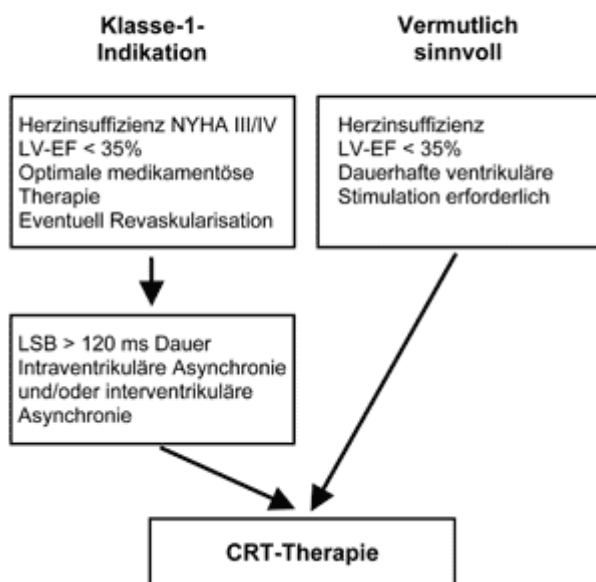 Klasse-1-
Indikation
Vermutlich
sinnvoll
Herzinsuffizienz NYHA III/IV
LV-EF < 35%
Optimale medikamentöse
Therapie
Eventuell Revaskularisation
Herzinsuffizienz
LV-EF < 35%
Dauerhafte ventrikuläre
Stimulation erforderlich
LSB > 120 ms Dauer
Intraventrikuläre Asynchronie
und/oder interventrikuläre
Asynchronie
CRT-Therapie